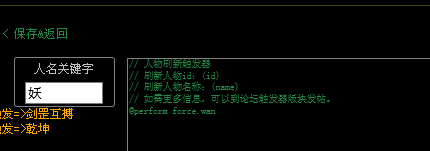 < 保存&返回
人名关键字
妖
触发=>剑罡互搏
触发=>乾坤
// 人物刷新触发器
// 刷新人物id：(id)
// 刷新人物名称：(name)
// 如需更多信息，可以到论坛触发器版块发帖。
@perform force.wan